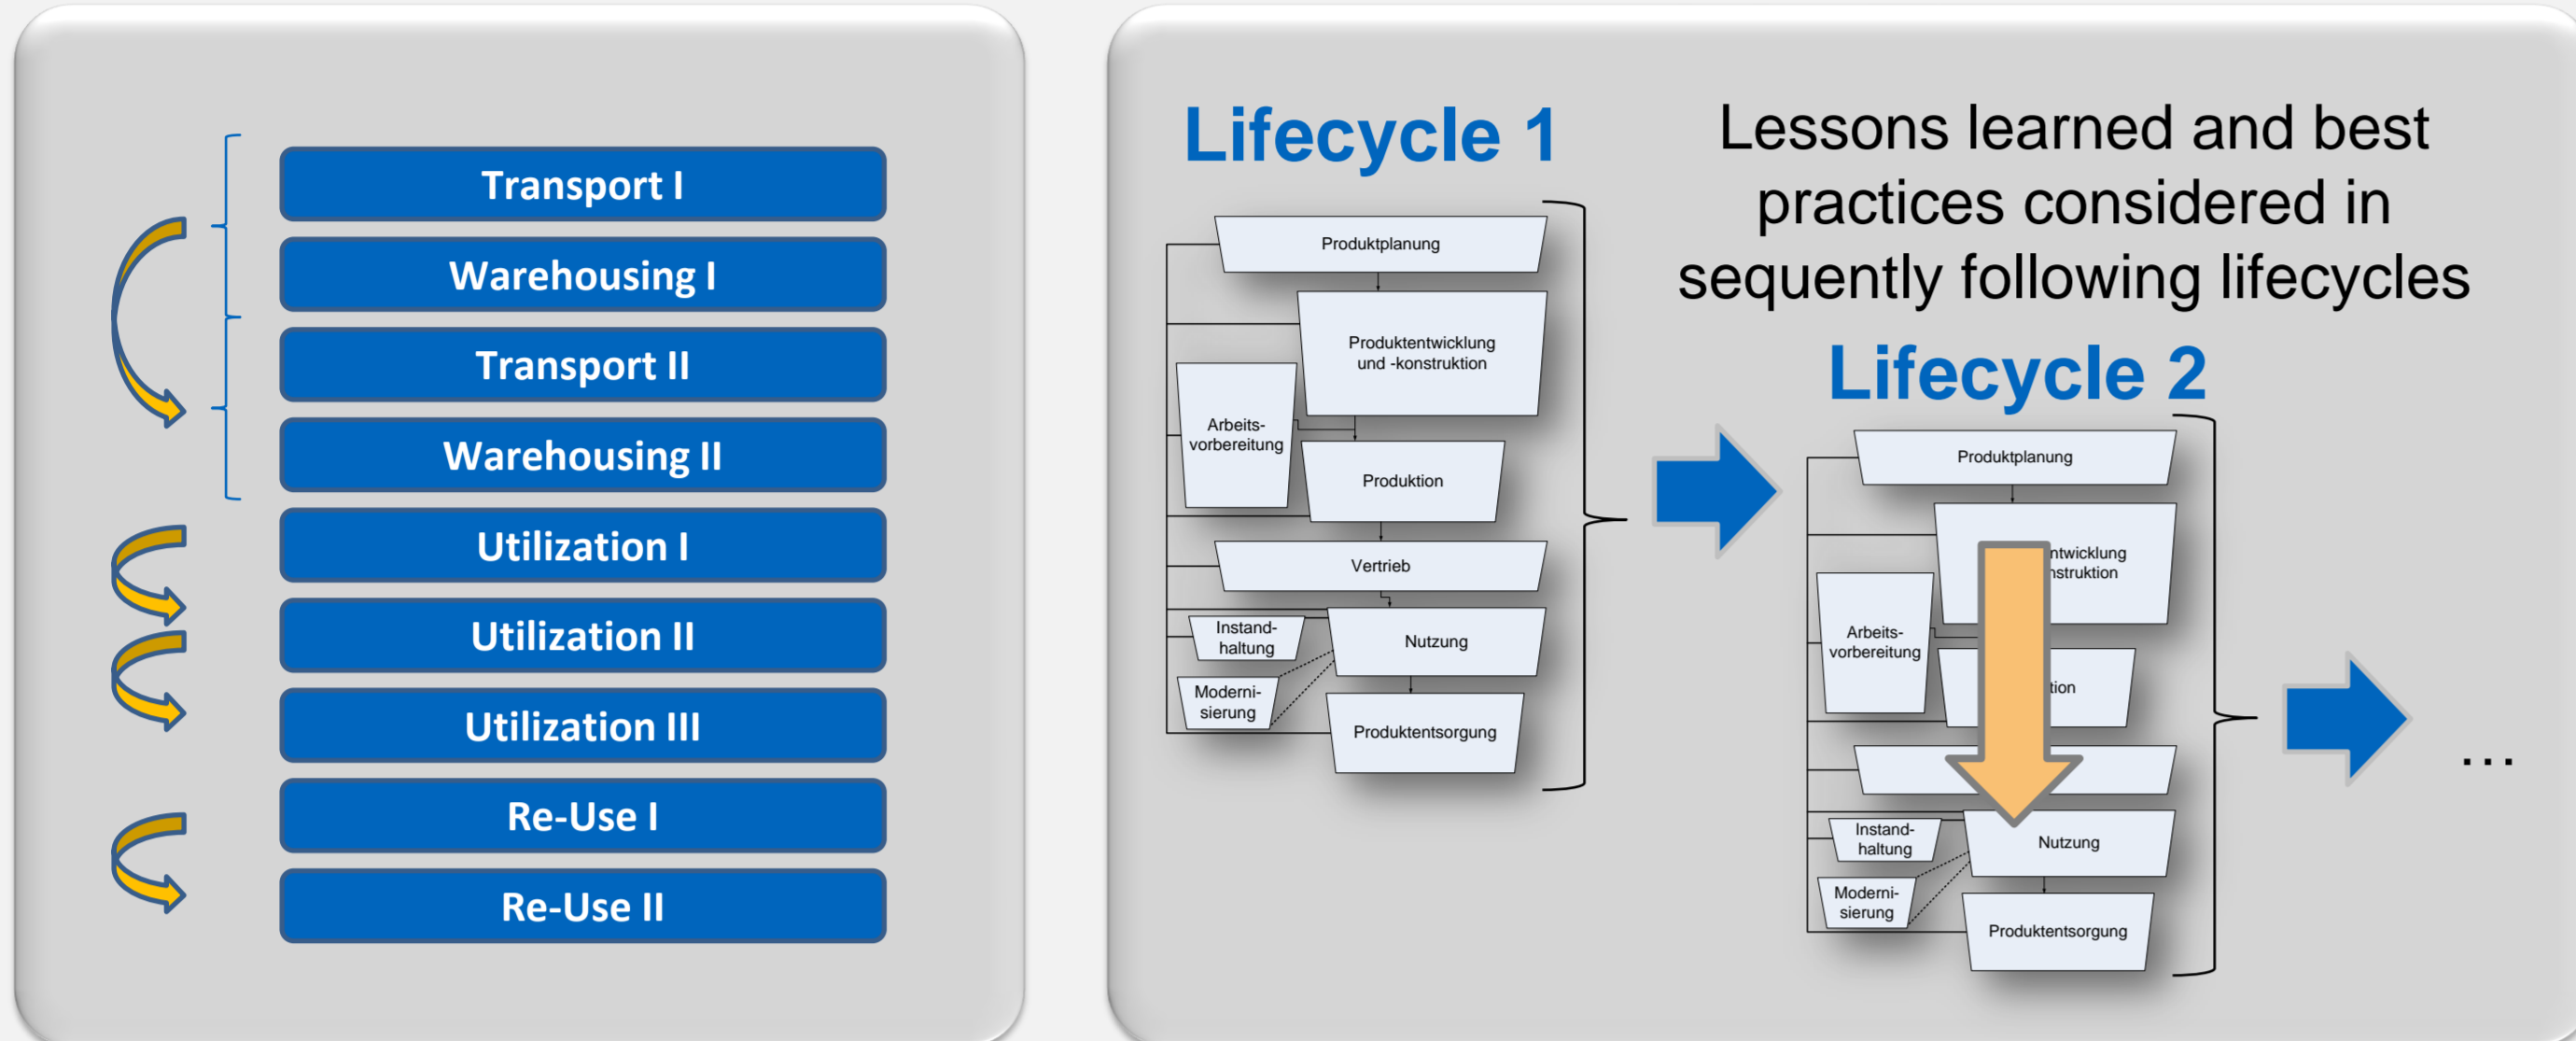 Transport I
Warehousing I
Transport II
Warehousing II
Utilization I
Utilization II
Utilization III
Re-Use I
Re-Use II
Lifecycle 1
Produktplanung
Produktentwicklung
und -konstruktion
Arbeits-
vorbereitung
Produktion
Vertrieb
Instand-
haltung
Nutzung
Moderni-
sierung
Produktentsorgung
Lessons learned and best
practices considered in
sequently following lifecycles
Lifecycle 2
Produktplanung
ntwicklung
nstruktion
Arbeits-
vorbereitung
tion
Instand-
haltung
Nutzung
Moderni-
sierung
Produktentsorgung
...